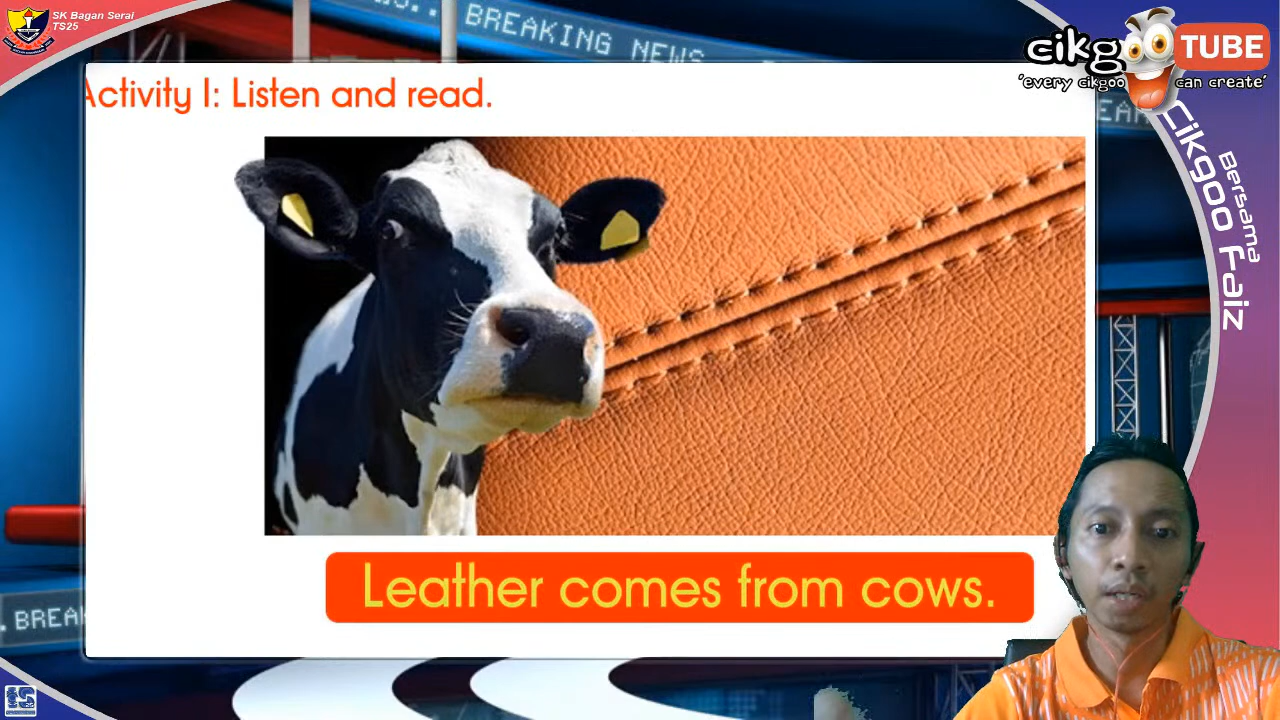 SK Bagan Serai
TS25
BREAKING NEWS
cikgoo TUBE
'every cikgoo can create'
Activity 1: Listen and read.
Bersama
Cikgoo Faiz
Leather comes from cows.
. BREAK
ts